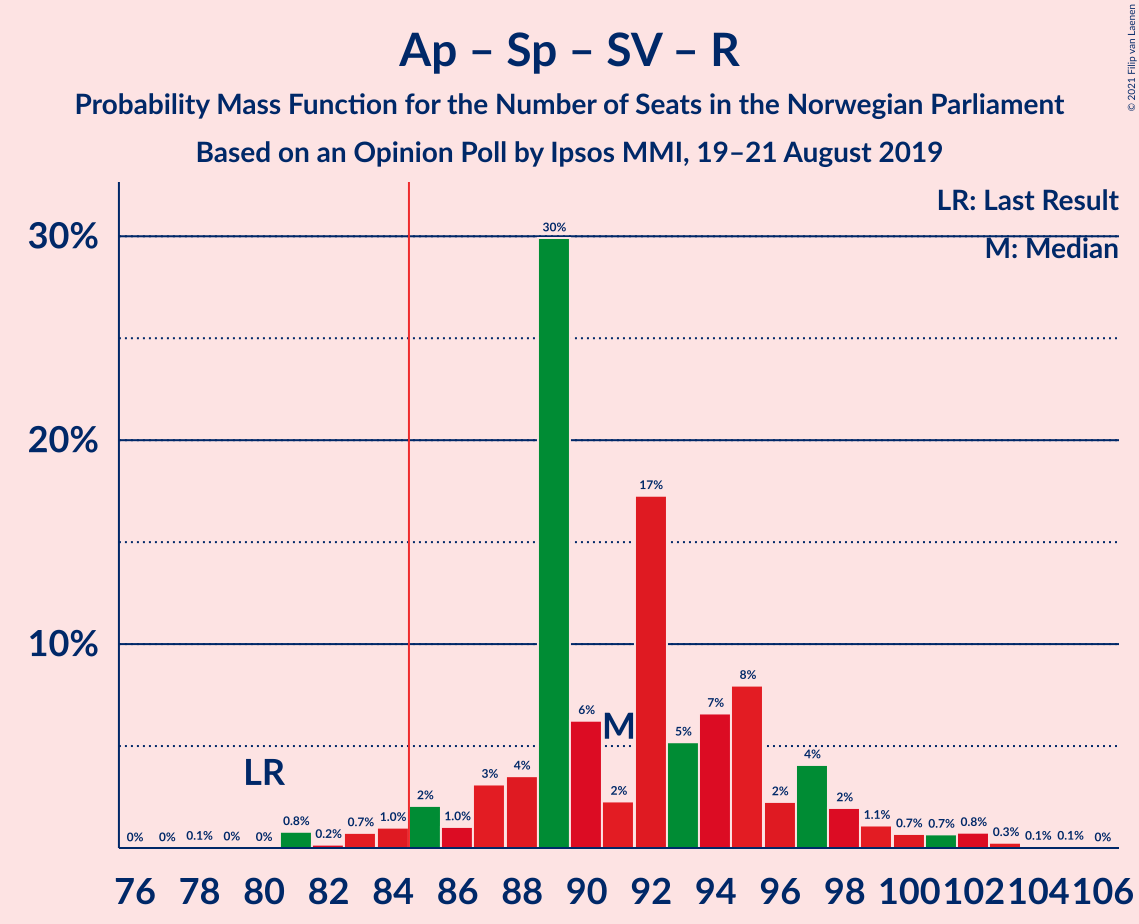 Ap – Sp – SV – R
Probability Mass Function for the Number of Seats in the Norwegian Parliament
Based on an Opinion Poll by Ipsos MMI, 19–21 August 2019
© 2021 Filip van Laenen
LR: Last Result
M: Median
30%
20%
10%
LR
M
0% 0% 0.1% 0% 0% 0.8% 0.2% 0.7% 1.0% 2% 1.0% 3% 4% 30% 6% 2% 17% 5% 7% 8% 2% 4% 2% 1.1% 0.7% 0.7% 0.8% 0.3% 0.1% 0.1% 0%
76 78 80 82 84 86 88 90 92 94 96 98 100 102 104 106